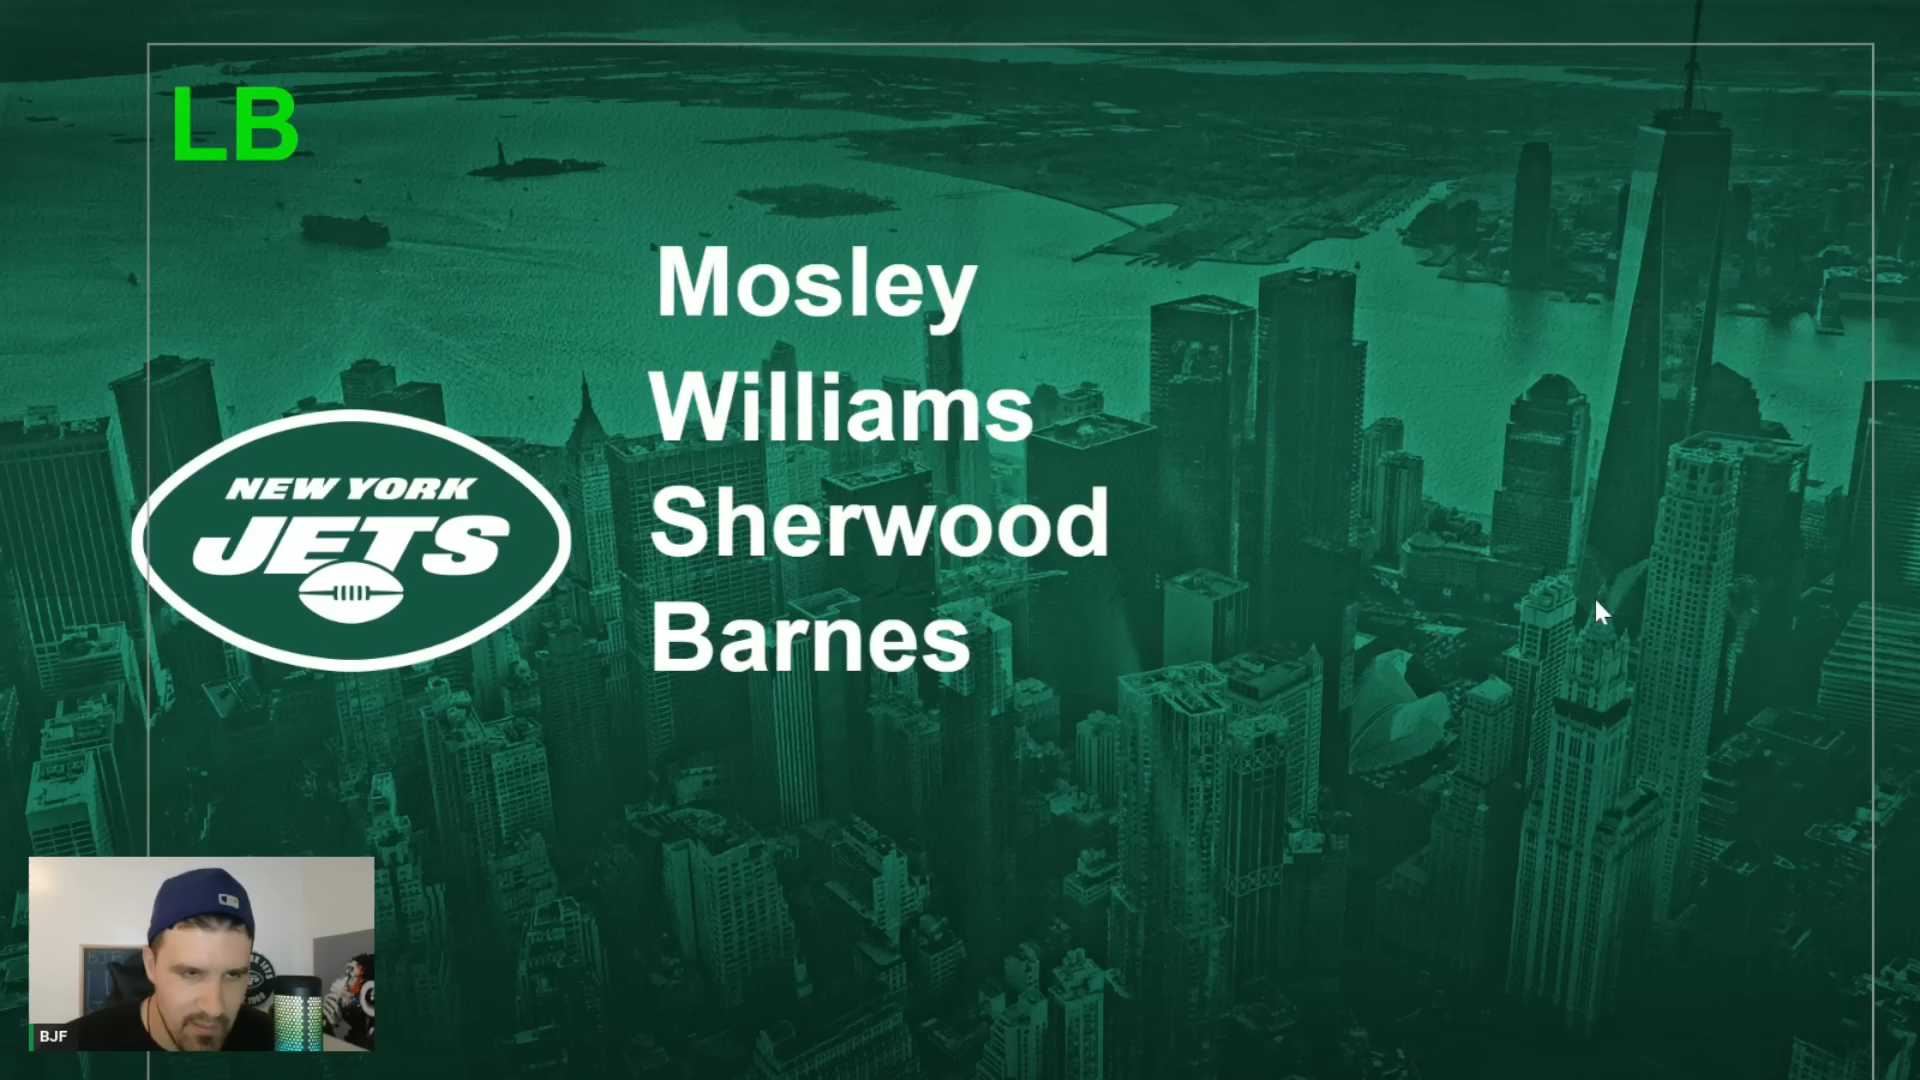 LB
Mosley
Williams
Sherwood
Barnes
NEW YORK
JETS
BJF